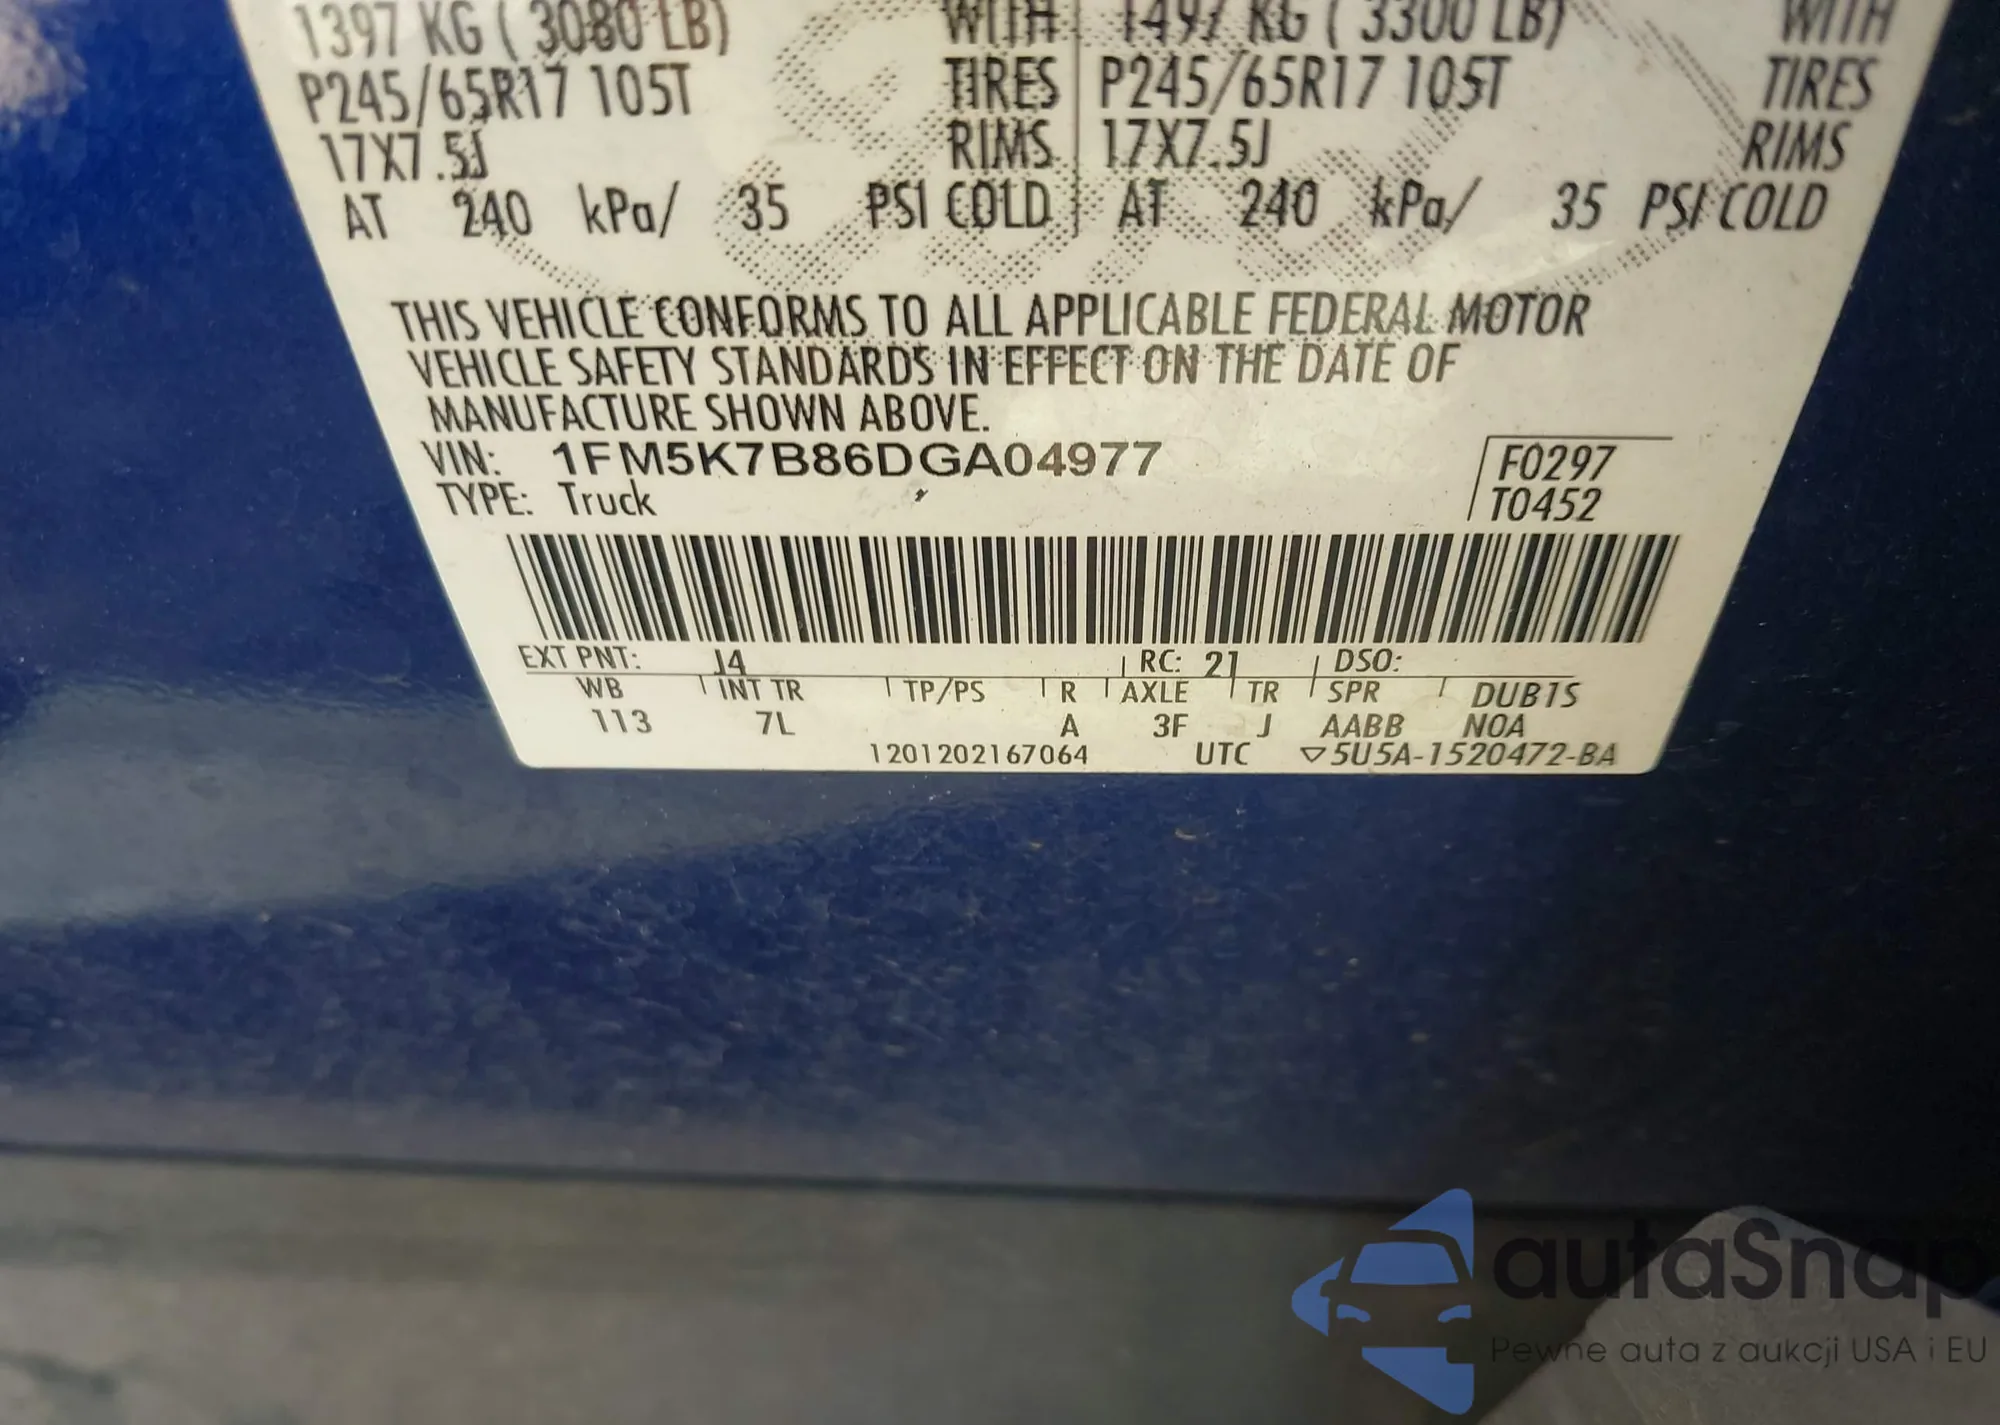 1397 KG ( 3080 LB) WITH 1497 KG ( 3300 LB) WITH
P245/65R17 105T TIRES P245/65R17 105T TIRES
17X7.5J RIMS 17X7.5J RIMS
AT 240 kPa/ 35 PSI COLD AT 240 kPa/ 35 PSI COLD
THIS VEHICLE CONFORMS TO ALL APPLICABLE FEDERAL MOTOR
VEHICLE SAFETY STANDARDS IN EFFECT ON THE DATE OF
MANUFACTURE SHOWN ABOVE.
VIN: 1FM5K7B86DGA04977 F0297
TYPE: Truck T0452
EXT PNT: J4 RC: 21 DSO:
WB INT TR TP/PS R AXLE TR SPR DUB1S
113 7L A 3F J AABB NOA
1201202167064 UTC ▽5U5A-1520472-BA
autaSnap
Pewne auta z aukcji USA i EU